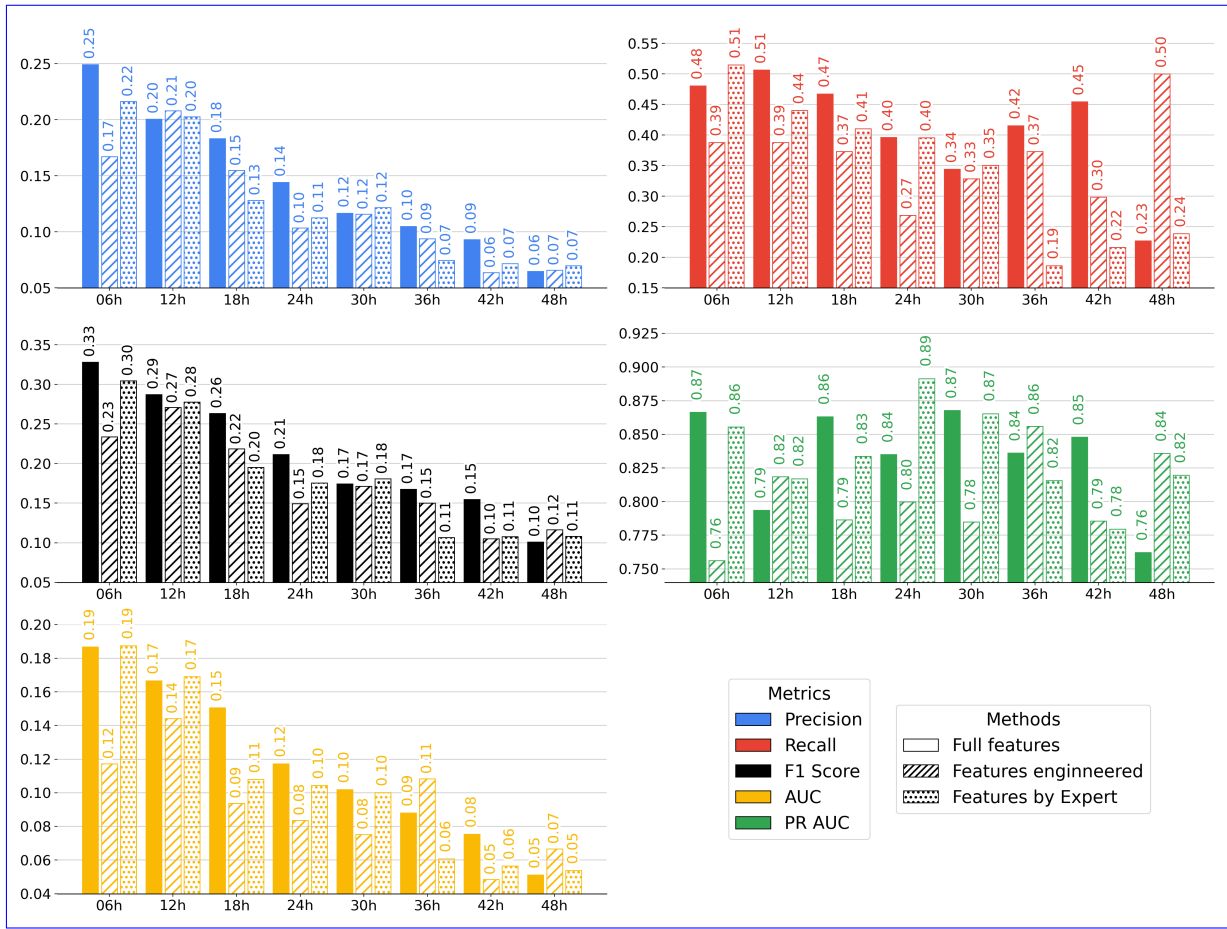 0.25
0.20
0.15
0.10
0.05
0.25 0.17 0.22 0.20 0.21 0.20 0.18 0.15 0.13 0.14 0.10 0.11 0.12 0.12 0.12 0.10 0.09 0.07 0.09 0.06 0.07 0.06 0.07 0.07
06h 12h 18h 24h 30h 36h 42h 48h
0.55
0.50
0.45
0.40
0.35
0.30
0.25
0.20
0.15
0.48 0.39 0.51 0.51 0.39 0.44 0.47 0.37 0.41 0.40 0.27 0.40 0.34 0.33 0.35 0.42 0.37 0.19 0.45 0.30 0.22 0.23 0.50 0.24
06h 12h 18h 24h 30h 36h 42h 48h
0.35
0.30
0.25
0.20
0.15
0.10
0.05
0.33 0.23 0.30 0.29 0.27 0.28 0.26 0.22 0.20 0.21 0.15 0.18 0.17 0.17 0.18 0.17 0.15 0.11 0.15 0.10 0.11 0.10 0.12 0.11
06h 12h 18h 24h 30h 36h 42h 48h
0.925
0.900
0.875
0.850
0.825
0.800
0.775
0.750
0.87 0.76 0.86 0.79 0.82 0.82 0.86 0.79 0.83 0.84 0.80 0.89 0.87 0.78 0.87 0.84 0.86 0.82 0.85 0.79 0.78 0.76 0.84 0.82
06h 12h 18h 24h 30h 36h 42h 48h
0.20
0.18
0.16
0.14
0.12
0.10
0.08
0.06
0.04
0.19 0.12 0.19 0.17 0.14 0.17 0.15 0.09 0.11 0.12 0.08 0.10 0.10 0.08 0.10 0.09 0.11 0.06 0.08 0.05 0.06 0.05 0.07 0.05
06h 12h 18h 24h 30h 36h 42h 48h
Metrics
Precision
Recall
F1 Score
AUC
PR AUC
Methods
Full features
Features enginneered
Features by Expert